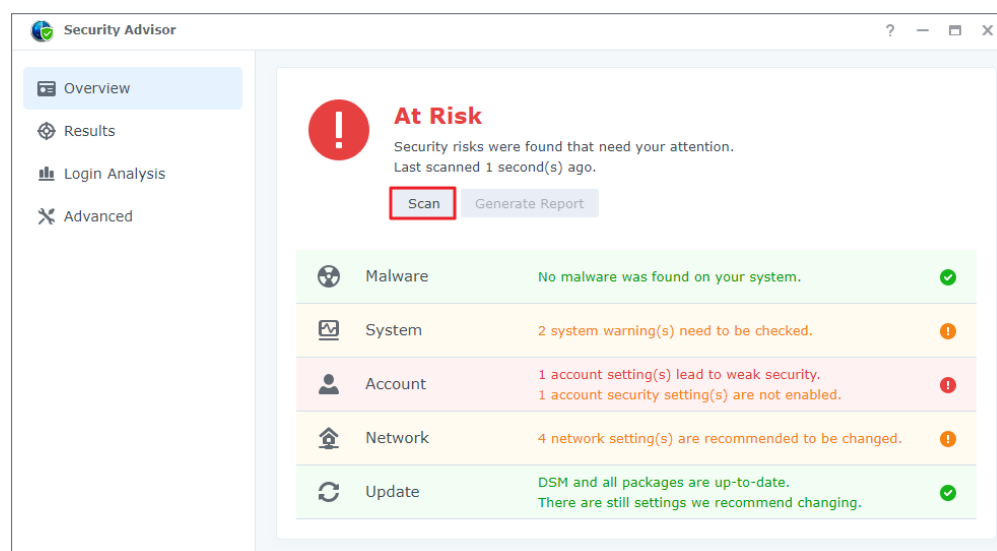 Security Advisor
?
Overview
Results
Login Analysis
Advanced
At Risk
Security risks were found that need your attention.
Last scanned 1 second(s) ago.
Scan
Generate Report
Malware
No malware was found on your system.
System
2 system warning(s) need to be checked.
Account
1 account setting(s) lead to weak security.
1 account security setting(s) are not enabled.
Network
4 network setting(s) are recommended to be changed.
Update
DSM and all packages are up-to-date.
There are still settings we recommend changing.